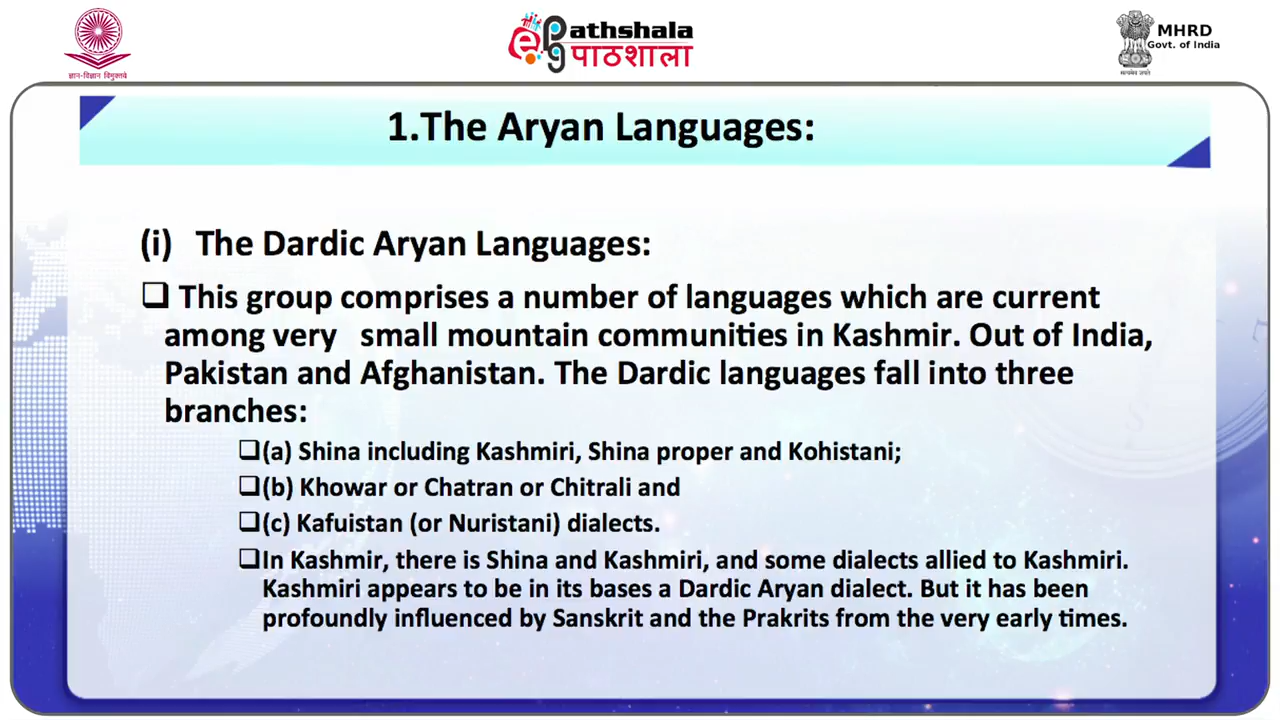 ज्ञान-विज्ञान विमुक्तये
e pg Pathshala
पाठशाला
सत्यमेव जयते
MHRD
Govt. of India
1.The Aryan Languages:
(i) The Dardic Aryan Languages:
❑ This group comprises a number of languages which are current
among very small mountain communities in Kashmir. Out of India,
Pakistan and Afghanistan. The Dardic languages fall into three
branches:
❑(a) Shina including Kashmiri, Shina proper and Kohistani;
❑(b) Khowar or Chatran or Chitrali and
❑(c) Kafuistan (or Nuristani) dialects.
❑In Kashmir, there is Shina and Kashmiri, and some dialects allied to Kashmiri.
Kashmiri appears to be in its bases a Dardic Aryan dialect. But it has been
profoundly influenced by Sanskrit and the Prakrits from the very early times.